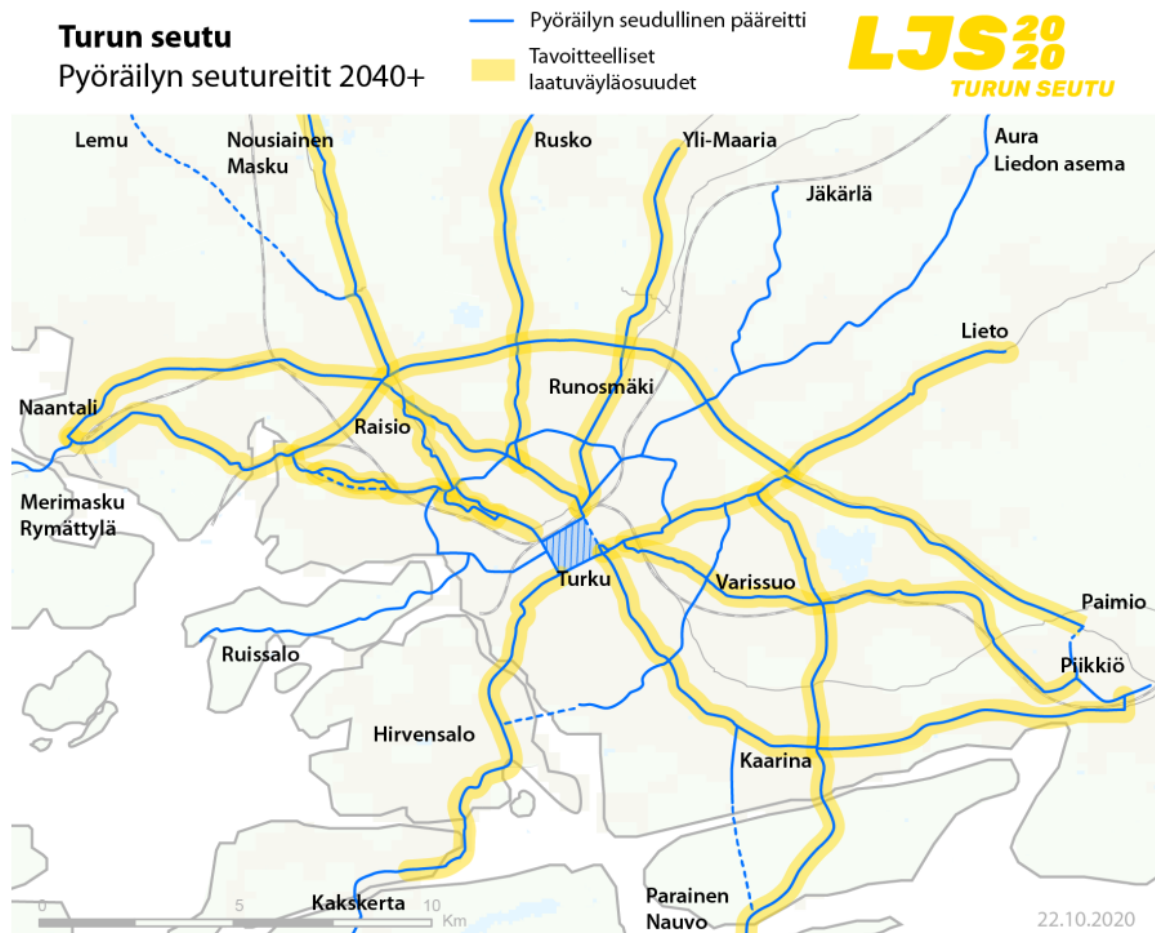 Turun seutu
Pyöräilyn seutureitit 2040+
Pyöräilyn seudullinen pääreitti
Tavoitteelliset
laatuväyläosuudet
LJS 20
20
TURUN SEUTU
Lemu
Nousiainen
Masku
Rusko
Yli-Maaria
Aura
Liedon asema
Jäkärlä
Lieto
Runosmäki
Naantali
Raisio
Merimasku
Rymättylä
Turku
Varissuo
Paimio
Piikkiö
Ruissalo
Hirvensalo
Kaarina
Kakskerta
Parainen
Nauvo
0 5 10
Km
22.10.2020